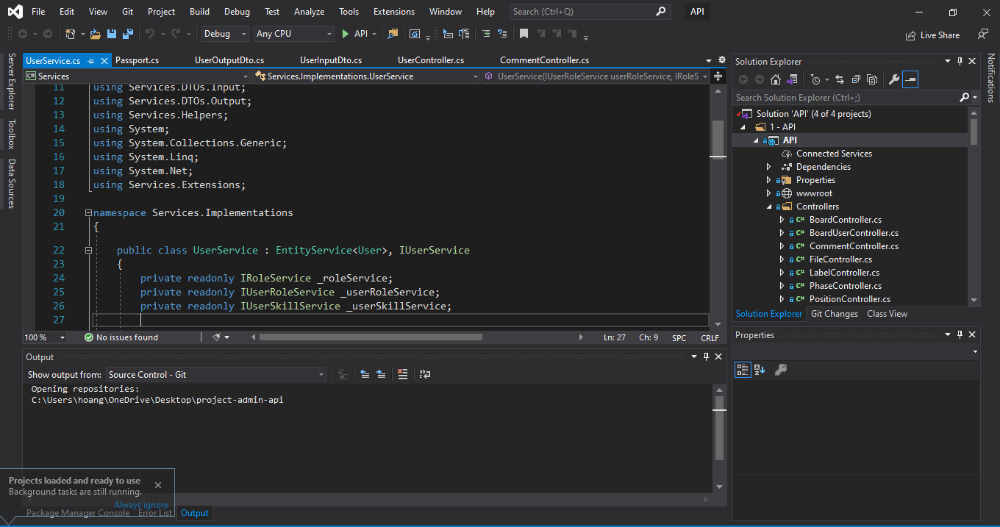 File Edit View Git Project Build Debug Test Analyze Tools Extensions Window Help Search (Ctrl+Q) API
Debug Any CPU API Live Share
Server Explorer
Toolbox
Data Sources
UserService.cs Passport.cs UserOutputDto.cs UserInputDto.cs UserController.cs CommentController.cs
C# Services Services.Implementations.UserService UserService(IUserRoleService userRoleService, IRoleS
11 using Services.DTOs.Input;
12 using Services.DTOs.Output;
13 using Services.Helpers;
14 using System;
15 using System.Collections.Generic;
16 using System.Linq;
17 using System.Net;
18 using Services.Extensions;
19
20 namespace Services.Implementations
21 {
22 public class UserService : EntityService<User>, IUserService
23 {
24 private readonly IRoleService _roleService;
25 private readonly IUserRoleService _userRoleService;
26 private readonly IUserSkillService _userSkillService;
27
100 % No issues found Ln: 27 Ch: 9 SPC CRLF
Output
Show output from: Source Control - Git
Opening repositories:
C:\Users\hoang\OneDrive\Desktop\project-admin-api
Projects loaded and ready to use
Background tasks are still running.
Always ignore
Package Manager Console Error List Output
Solution Explorer
Search Solution Explorer (Ctrl+;)
Solution 'API' (4 of 4 projects)
1 - API
API
Connected Services
Dependencies
Properties
wwwroot
Controllers
C# BoardController.cs
C# BoardUserController.cs
C# CommentController.cs
C# FileController.cs
C# LabelController.cs
C# PhaseController.cs
C# PositionController.cs
Solution Explorer Git Changes Class View
Properties
Notifications